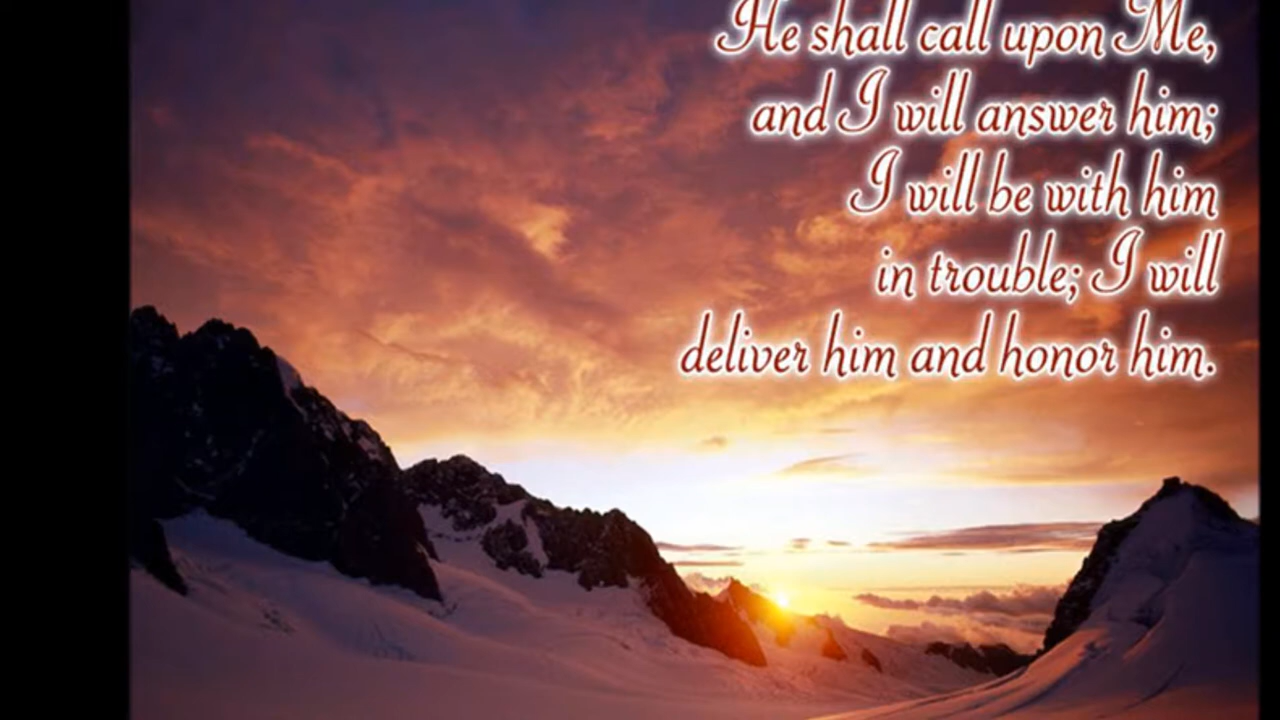 He shall call upon Me,
and I will answer him;
I will be with him
in trouble; I will
deliver him and honor him.